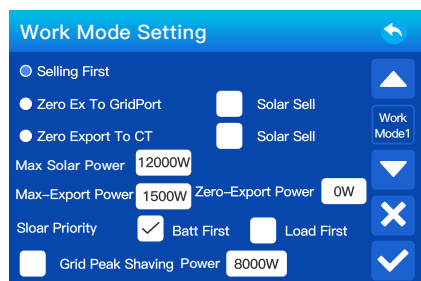 Work Mode Setting
Selling First
Zero Ex To GridPort Solar Sell
Work
Mode1
Zero Export To CT Solar Sell
Max Solar Power 12000W
Max-Export Power 1500W Zero-Export Power 0W
Sloar Priority Batt First Load First
Grid Peak Shaving Power 8000W